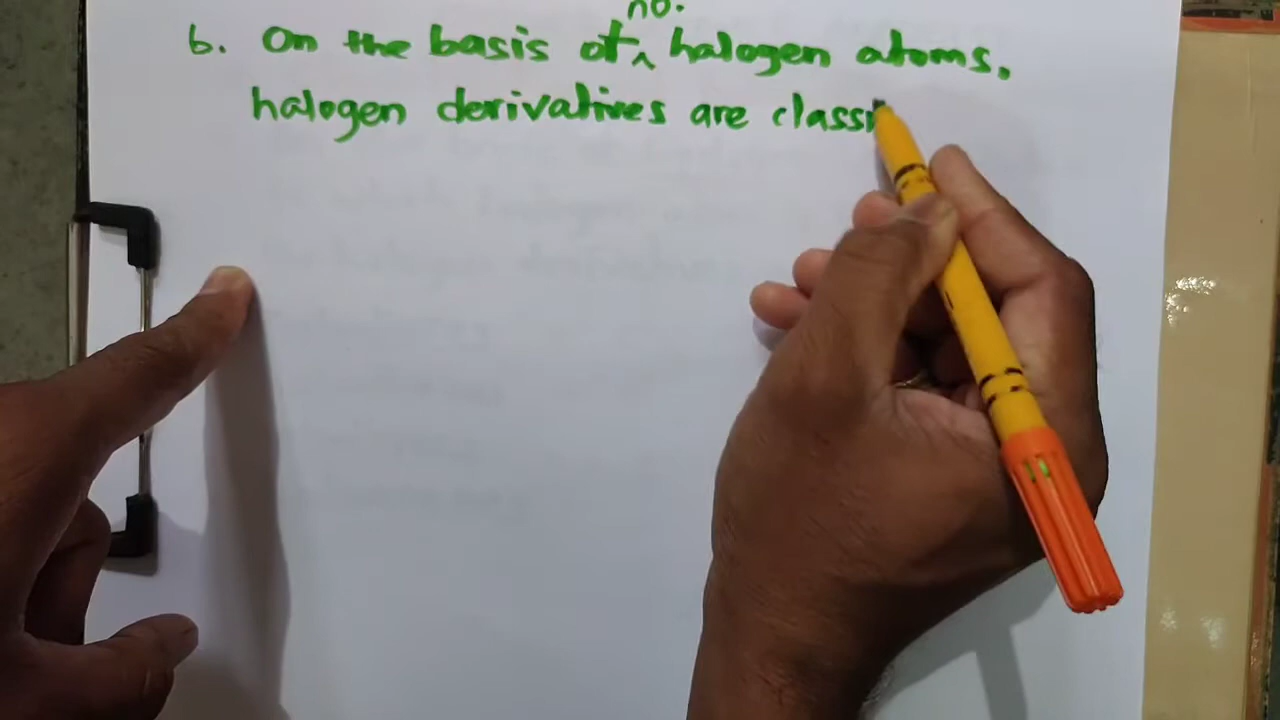 no.
b. On the basis of ^ halogen atoms,
halogen derivatives are classi